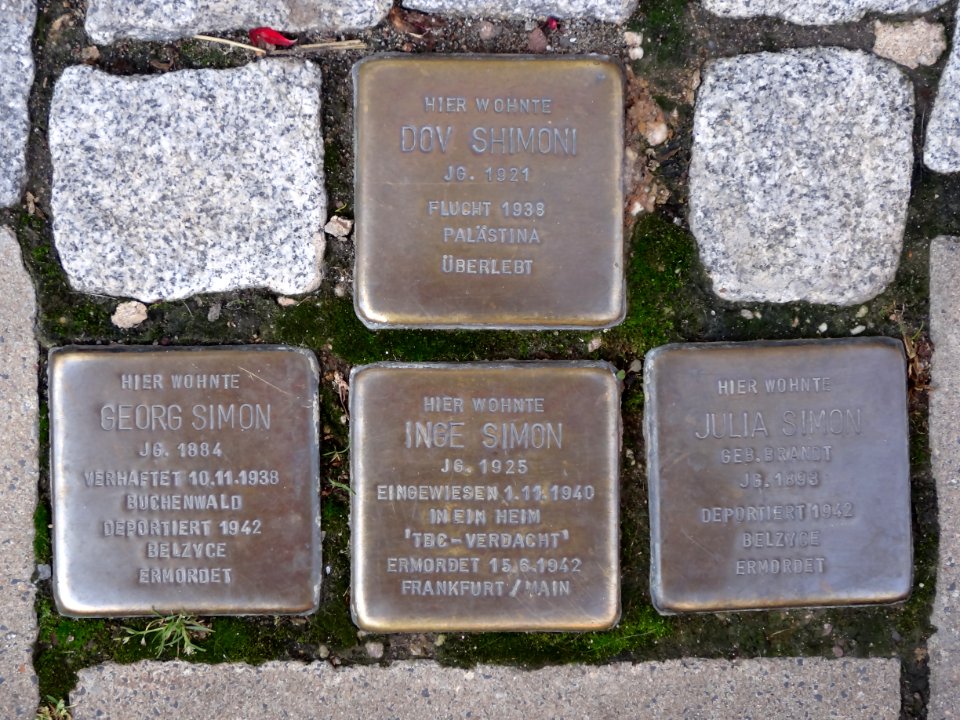 HIER WOHNTE
DOV SHIMONI
JG. 1921
FLUCHT 1938
PALÄSTINA
ÜBERLEBT
HIER WOHNTE
GEORG SIMON
JG. 1884
VERHAFTET 10.11.1938
BUCHENWALD
DEPORTIERT 1942
BELZYCE
ERMORDET
HIER WOHNTE
INGE SIMON
JG. 1925
EINGEWIESEN 1.11.1940
IN EIN HEIM
'TBC-VERDACHT'
ERMORDET 15.6.1942
FRANKFURT / MAIN
HIER WOHNTE
JULIA SIMON
GEB. BRANDT
JG. 1893
DEPORTIERT 1942
BELZYCE
ERMORDET